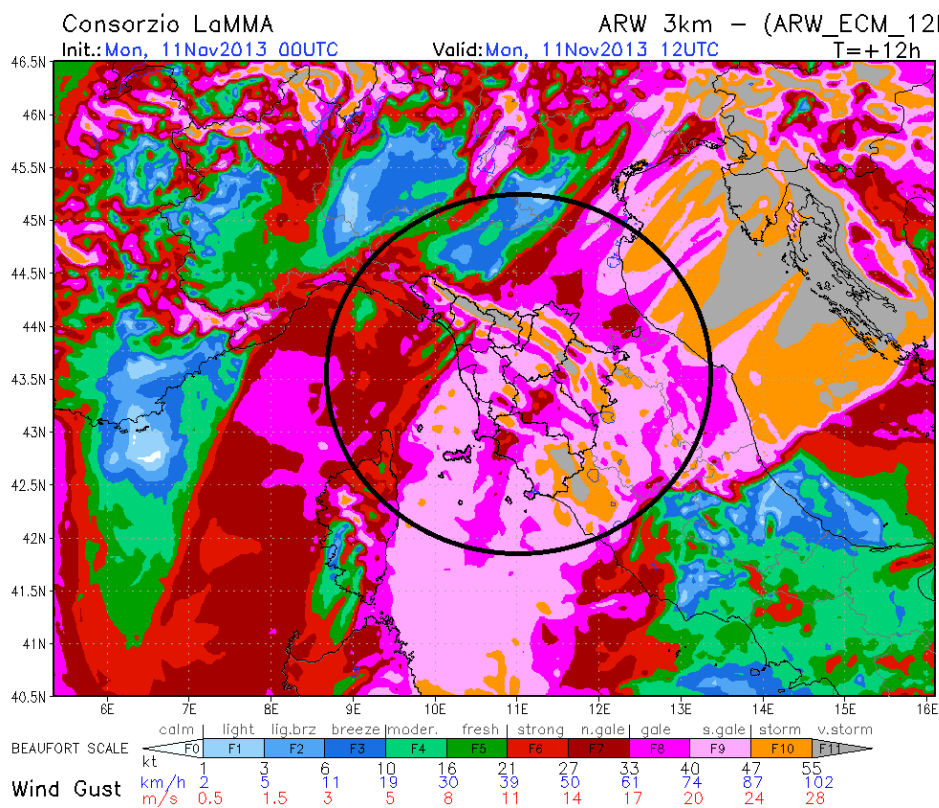 Consorzio LaMMA ARW 3km – (ARW_ECM_12
Init.: Mon, 11Nov2013 00UTC Valid: Mon, 11Nov2013 12UTC T=+12h
46.5N
46N
45.5N
45N
44.5N
44N
43.5N
43N
42.5N
42N
41.5N
41N
40.5N
6E 7E 8E 9E 10E 11E 12E 13E 14E 15E 16E
calm light lig.brz breeze moder. fresh strong n.gale gale s.gale storm v.storm
BEAUFORT SCALE F0 F1 F2 F3 F4 F5 F6 F7 F8 F9 F10 F11
kt 1 3 6 10 16 21 27 33 40 47 55
km/h 2 5 11 19 30 39 50 61 74 87 102
Wind Gust m/s 0.5 1.5 3 5 8 11 14 17 20 24 28